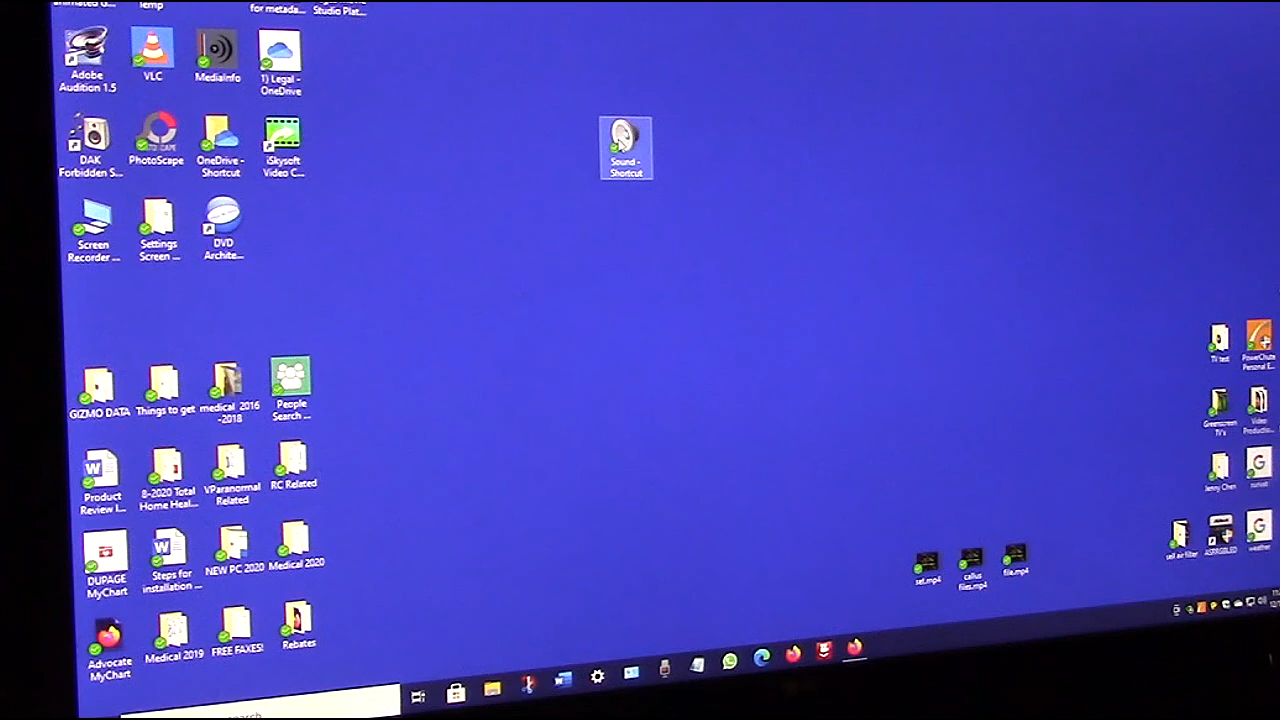 animated G...
Temp
for metada...
Studio Plat...
Adobe
Audition 1.5
VLC
MediaInfo
1) Legal -
OneDrive
DAK
Forbidden S...
PhotoScape
OneDrive -
Shortcut
iSkysoft
Video C...
Sound -
Shortcut
Screen
Recorder ...
Settings
Screen ...
DVD
Archite...
GIZMO DATA
Things to get
medical 2016
-2018
People
Search ...
TV test
PowerChute
Personal E...
Greenscreen
TV's
Video
Productio...
Product
Review I...
8-2020 Total
Home Heal...
VParanormal
Related
RC Related
Jenny Chen
DUPAGE
MyChart
Steps for
installation ...
NEW PC 2020
Medical 2020
set.mp4
callus
files.mp4
file.mp4
sell air filter
ASRRGBLED
weather
Advocate
MyChart
Medical 2019
FREE FAXES!
Rebates